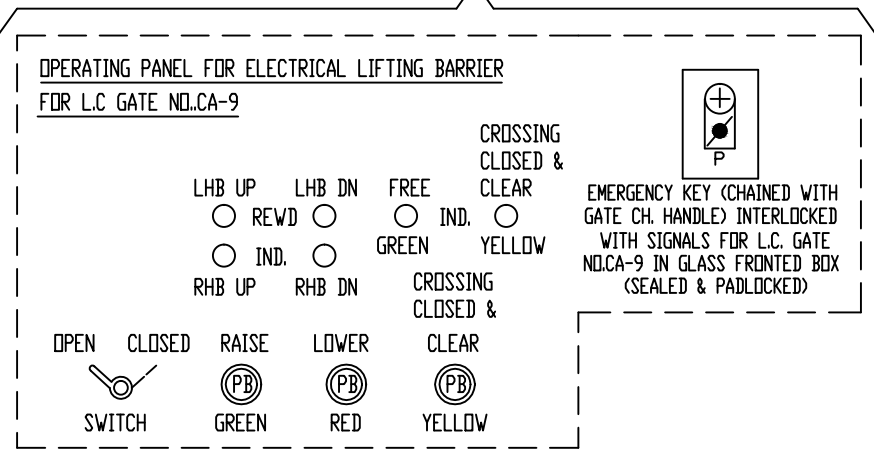 OPERATING PANEL FOR ELECTRICAL LIFTING BARRIER
FOR L.C GATE NO..CA-9
CROSSING
CLOSED &
LHB UP LHB DN FREE CLEAR
REWD IND.
GREEN YELLOW
IND.
RHB UP RHB DN
CROSSING
CLOSED &
OPEN CLOSED RAISE LOWER CLEAR
PB PB PB
SWITCH GREEN RED YELLOW
P
EMERGENCY KEY (CHAINED WITH
GATE CH. HANDLE) INTERLOCKED
WITH SIGNALS FOR L.C. GATE
NO.CA-9 IN GLASS FRONTED BOX
(SEALED & PADLOCKED)